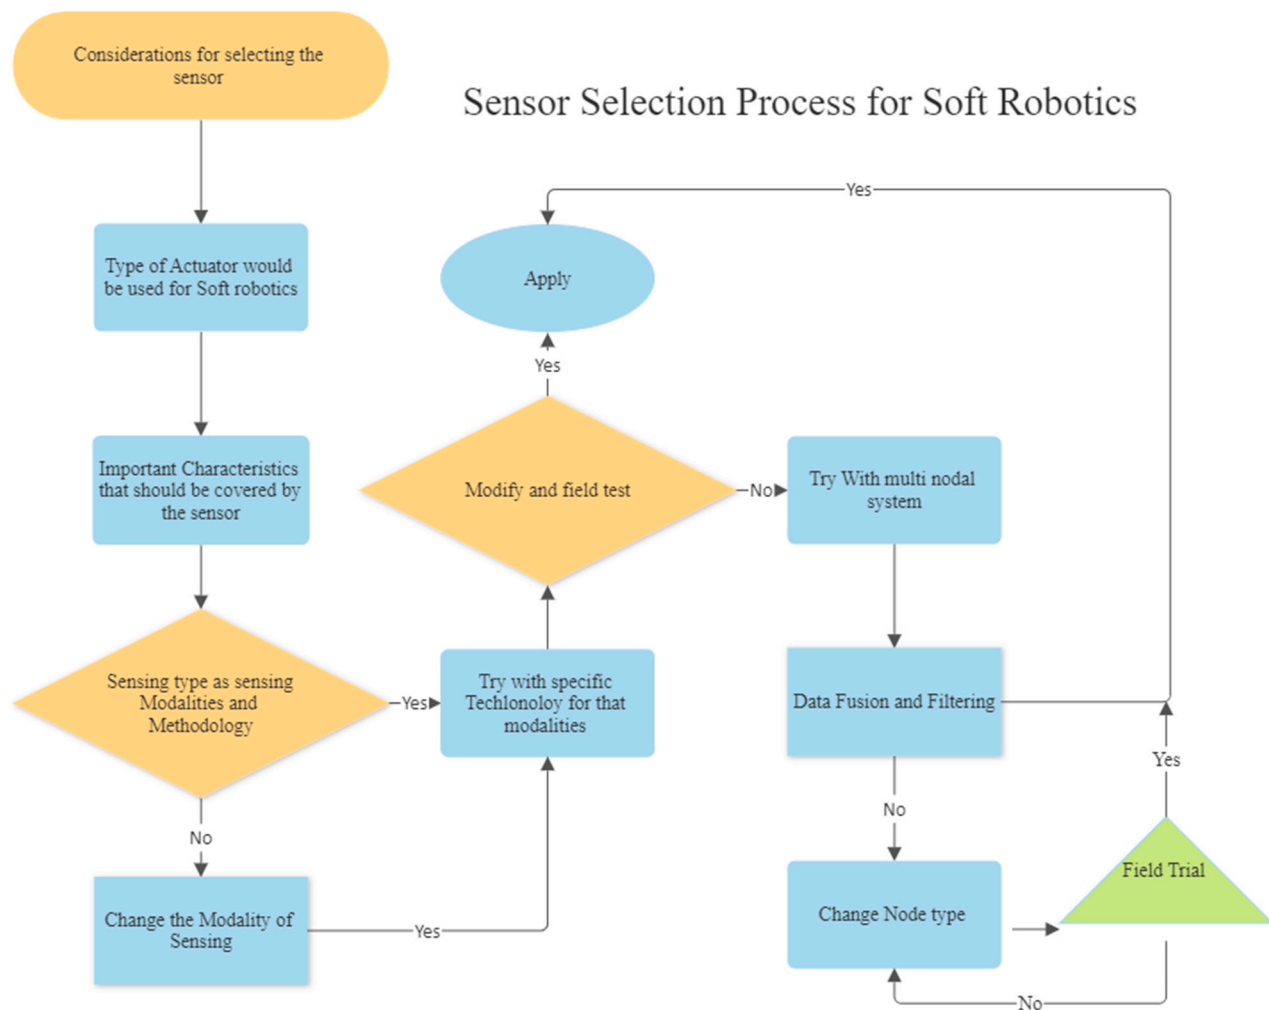 Considerations for selecting the
sensor
Sensor Selection Process for Soft Robotics
Type of Actuator would
be used for Soft robotics
Important Characteristics
that should be covered by
the sensor
Sensing type as sensing
Modalities and
Methodology
Yes
No
Change the Modality of
Sensing
Yes
Try with specific
Techlonoloy for that
modalities
Modify and field test
Yes
Apply
No
Try With multi nodal
system
Data Fusion and Filtering
Yes
No
Change Node type
Field Trial
Yes
No